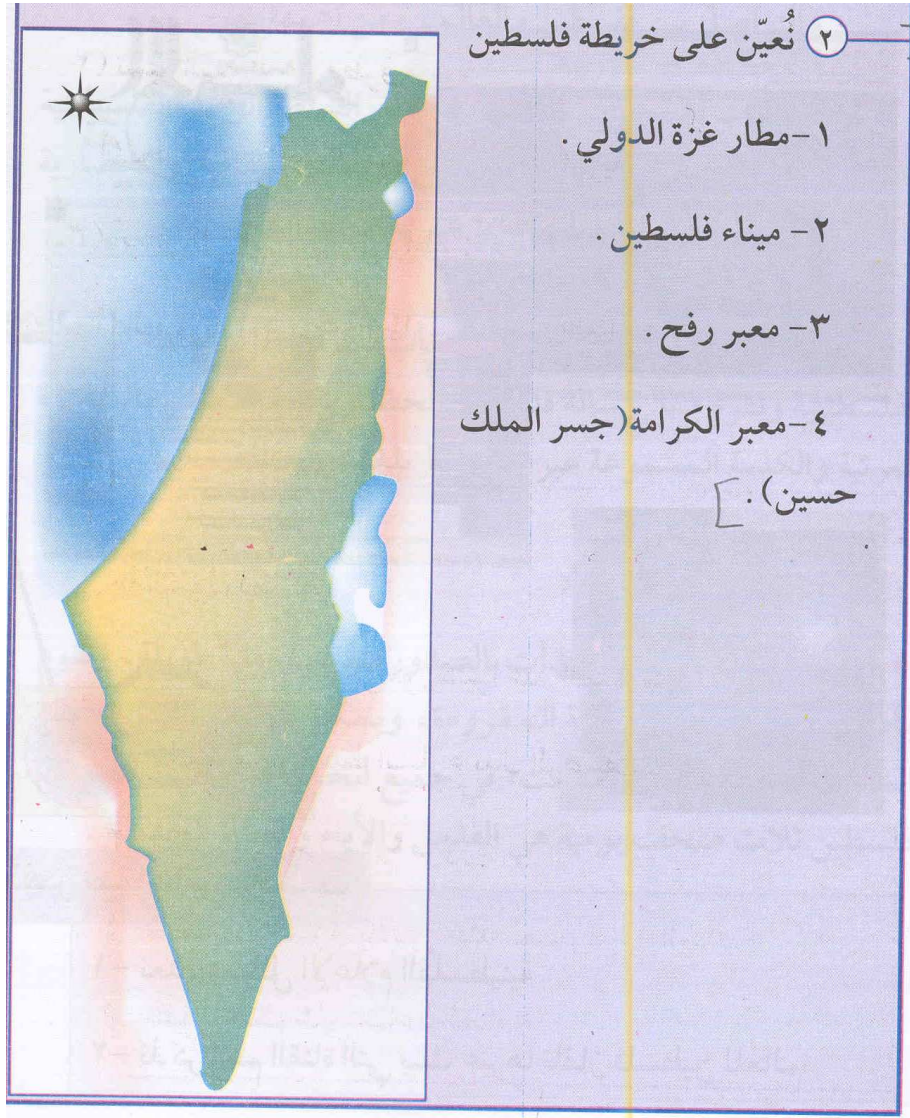 ٢ نُعيّن على خريطة فلسطين
١-مطار غزة الدولي.
٢- ميناء فلسطين.
٣- معبر رفح.
٤-معبر الكرامة(جسر الملك
حسين).